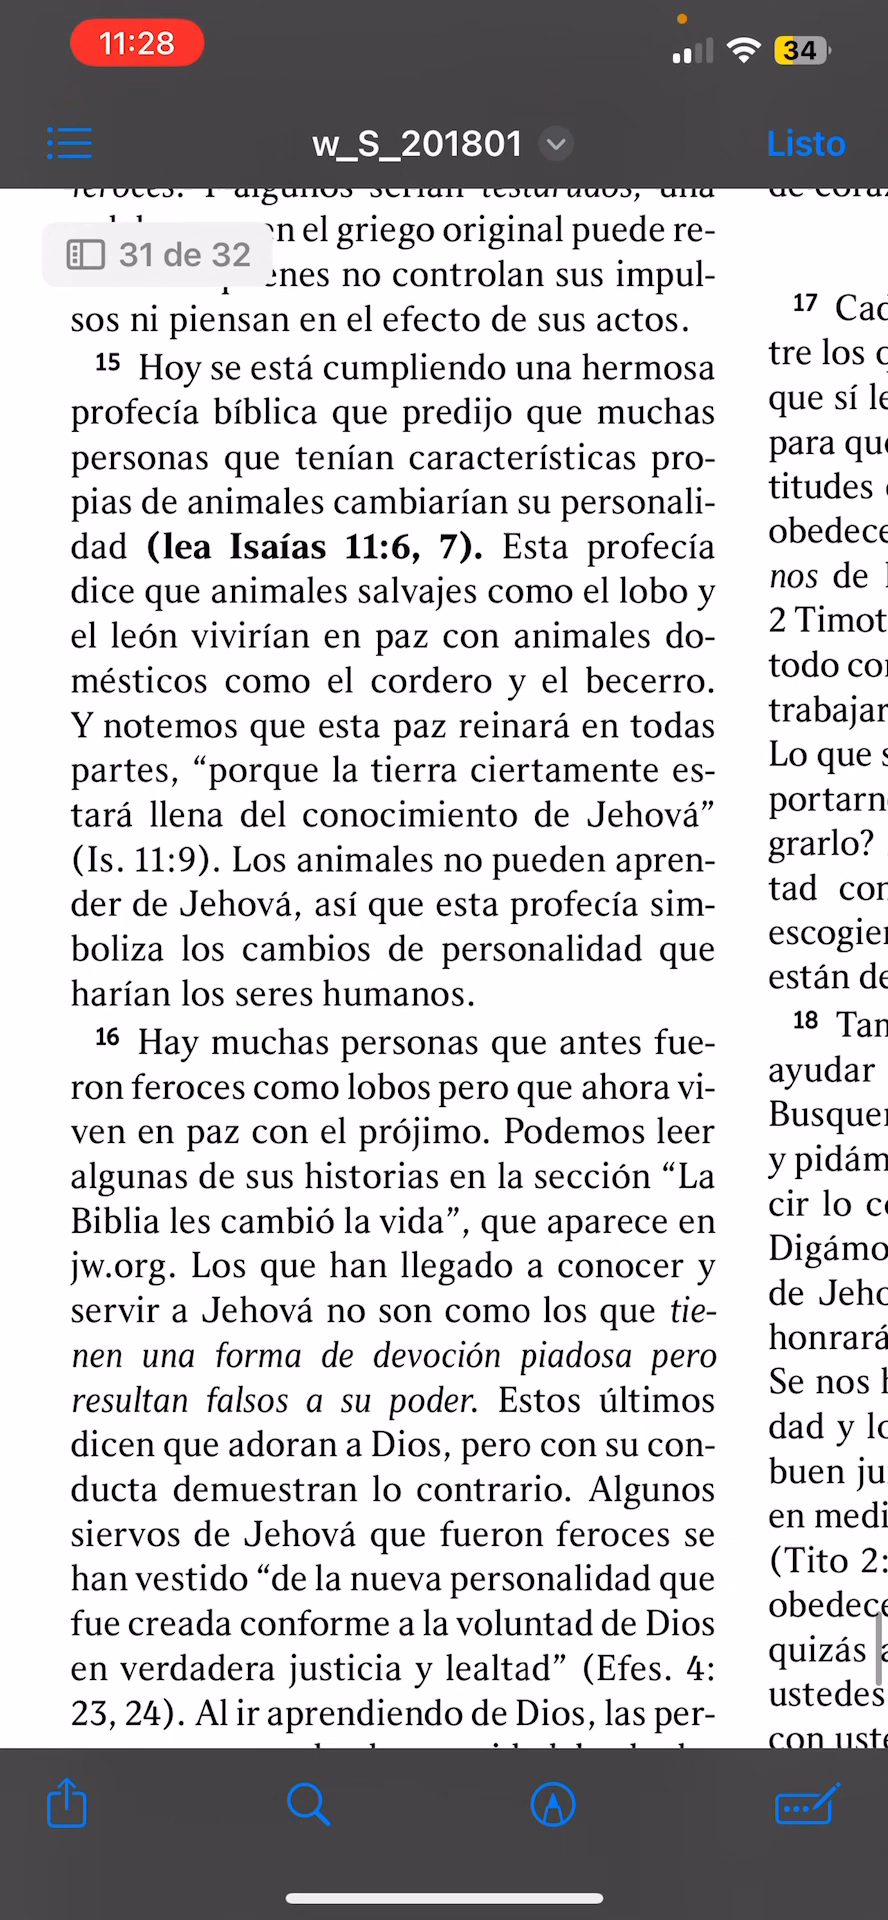 11:28
34
w_S_201801
Listo
31 de 32
feroces. Y algunos serían testarudos, una
en el griego original puede re-
sos ni piensan en el efecto de sus actos.
enes no controlan sus impul-
15 Hoy se está cumpliendo una hermosa
profecía bíblica que predijo que muchas
personas que tenían características pro-
pias de animales cambiarían su personali-
dad (lea Isaías 11:6, 7). Esta profecía
dice que animales salvajes como el lobo y
el león vivirían en paz con animales do-
mésticos como el cordero y el becerro.
Y notemos que esta paz reinará en todas
partes, “porque la tierra ciertamente es-
tará llena del conocimiento de Jehová”
(Is. 11:9). Los animales no pueden apren-
der de Jehová, así que esta profecía sim-
boliza los cambios de personalidad que
harían los seres humanos.
16 Hay muchas personas que antes fue-
ron feroces como lobos pero que ahora vi-
ven en paz con el prójimo. Podemos leer
algunas de sus historias en la sección “La
Biblia les cambió la vida”, que aparece en
jw.org. Los que han llegado a conocer y
servir a Jehová no son como los que tie-
nen una forma de devoción piadosa pero
resultan falsos a su poder. Estos últimos
dicen que adoran a Dios, pero con su con-
ducta demuestran lo contrario. Algunos
siervos de Jehová que fueron feroces se
han vestido “de la nueva personalidad que
fue creada conforme a la voluntad de Dios
en verdadera justicia y lealtad” (Efes. 4:
23, 24). Al ir aprendiendo de Dios, las per-
17 Cad
tre los
que sí le
para que
titudes
obedece
nos de
2 Timot
todo co
trabajar
Lo que s
portarn
grarlo?
tad con
escogier
están de
18 Tan
ayudar
Busque
y pidám
cir lo c
Digámo
de Jeho
honrará
Se nos
dad y lo
buen ju
en medi
(Tito 2:
obedece
quizás a
ustedes
con uste